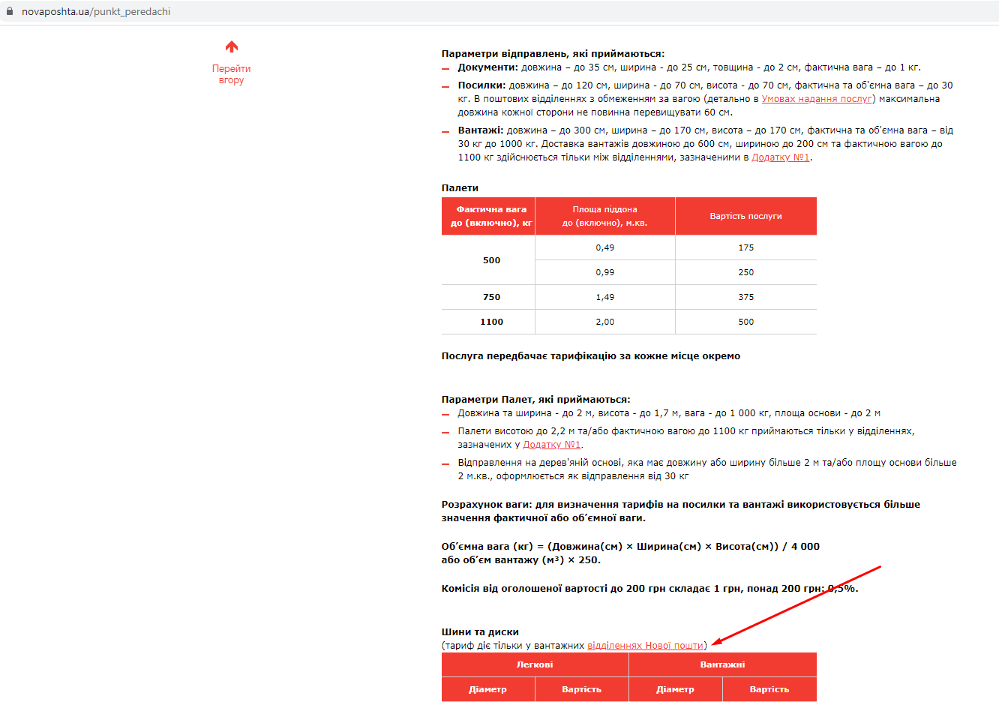 novaposhta.ua/punkt_peredachi
Перейти
вгору
Параметри відправлень, які приймаються:
Документи: довжина – до 35 см, ширина - до 25 см, товщина - до 2 см, фактична вага – до 1 кг.
Посилки: довжина – до 120 см, ширина - до 70 см, висота - до 70 см, фактична та об'ємна вага – до 30
кг. В поштових відділеннях з обмеженням за вагою (детально в Умовах надання послуг) максимальна
довжина кожної сторони не повинна перевищувати 60 см.
Вантажі: довжина – до 300 см, ширина – до 170 см, висота – до 170 см, фактична та об'ємна вага – від
30 кг до 1000 кг. Доставка вантажів довжиною до 600 см, шириною до 200 см та фактичною вагою до
1100 кг здійснюється тільки між відділеннями, зазначеними в Додатку №1.
Палети
Фактична вага
до (включно), кг
Площа піддона
до (включно), м.кв.
Вартість послуги
500
0,49
175
0,99
250
750
1,49
375
1100
2,00
500
Послуга передбачає тарифікацію за кожне місце окремо
Параметри Палет, які приймаються:
Довжина та ширина - до 2 м, висота - до 1,7 м, вага - до 1 000 кг, площа основи - до 2 м
Палети висотою до 2,2 м та/або фактичною вагою до 1100 кг приймаються тільки у відділеннях,
зазначених у Додатку №1.
Відправлення на дерев'яній основі, яка має довжину або ширину більше 2 м та/або площу основи більше
2 м.кв., оформлюється як відправлення від 30 кг
Розрахунок ваги: для визначення тарифів на посилки та вантажі використовується більше
значення фактичної або об’ємної ваги.
Об’ємна вага (кг) = (Довжина(см) × Ширина(см) × Висота(см)) / 4 000
або об’єм вантажу (м³) × 250.
Комісія від оголошеної вартості до 200 грн складає 1 грн, понад 200 грн: 0,5%.
Шини та диски
(тариф діє тільки у вантажних відділеннях Нової пошти)
Легкові
Вантажні
Діаметр
Вартість
Діаметр
Вартість